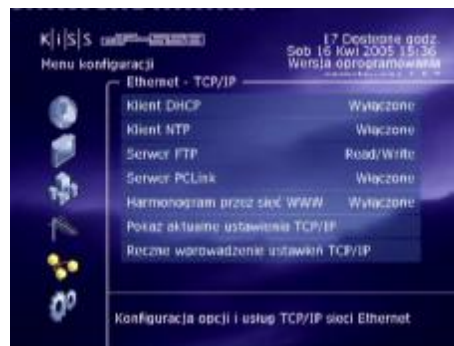 K|i|S|S
17 Dostępne godz.
Sob 16 Kwi 2005 15:36
Menu konfiguracji
Wersja oprogramowania
Ethernet - TCP/IP
Klient DHCP Wyłączone
Klient NTP Włączone
Serwer FTP Read/Write
Serwer PCLink Włączone
Harmonogram przez sieć WWW Wyłączone
Pokaż aktualne ustawienia TCP/IP
Ręczne wprowadzenie ustawień TCP/IP
Konfiguracja opcji i usług TCP/IP sieci Ethernet